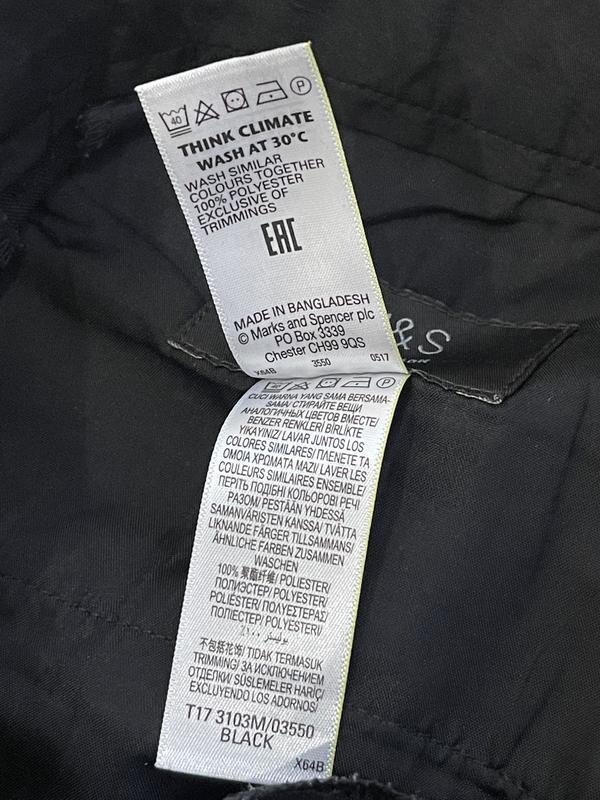 40 P
THINK CLIMATE
WASH AT 30°C
WASH SIMILAR
COLOURS TOGETHER
100% POLYESTER
EXCLUSIVE OF
TRIMMINGS
EAC
MADE IN BANGLADESH
© Marks and Spencer plc
PO Box 3339
Chester CH99 9QS
X64B 3550 0517
&S
P
CUCI WARNA YANG SAMA BERSAMA-
SAMA/ СТИРАЙТЕ ВЕЩИ
АНАЛОГИЧНЫХ ЦВЕТОВ ВМЕСТЕ/
BENZER RENKLERİ BİRLİKTE
YIKAYINIZ/ LAVAR JUNTOS LOS
COLORES SIMILARES/ ΠΛΕΝΕΤΕ ΤΑ
ΟΜΟΙΑ ΧΡΩΜΑΤΑ ΜΑΖΙ/ LAVER LES
COULEURS SIMILAIRES ENSEMBLE/
ПЕРІТЬ ПОДІБНІ КОЛЬОРОВІ РЕЧІ
РАЗОМ/ PESTÄÄN YHDESSÄ
SAMANVÄRISTEN KANSSA/ TVÄTTA
LIKNANDE FÄRGER TILLSAMMANS/
ÄHNLICHE FARBEN ZUSAMMEN
WASCHEN
100% 聚酯纤维/ POLIESTER/
ПОЛИЭСТЕР/ POLYESTER/
POLIÉSTER/ ΠΟΛΥΕΣΤΕΡΑΣ/
ПОЛІЕСТЕР/ POLYESTERI/
بوليستر ١٠٠٪
不包括花饰/ TIDAK TERMASUK
TRIMMING/ ЗА ИСКЛЮЧЕНИЕМ
ОТДЕЛКИ/ SÜSLEMELER HARİÇ/
EXCLUYENDO LOS ADORNOS/
T17 3103M/03550
BLACK
X64B